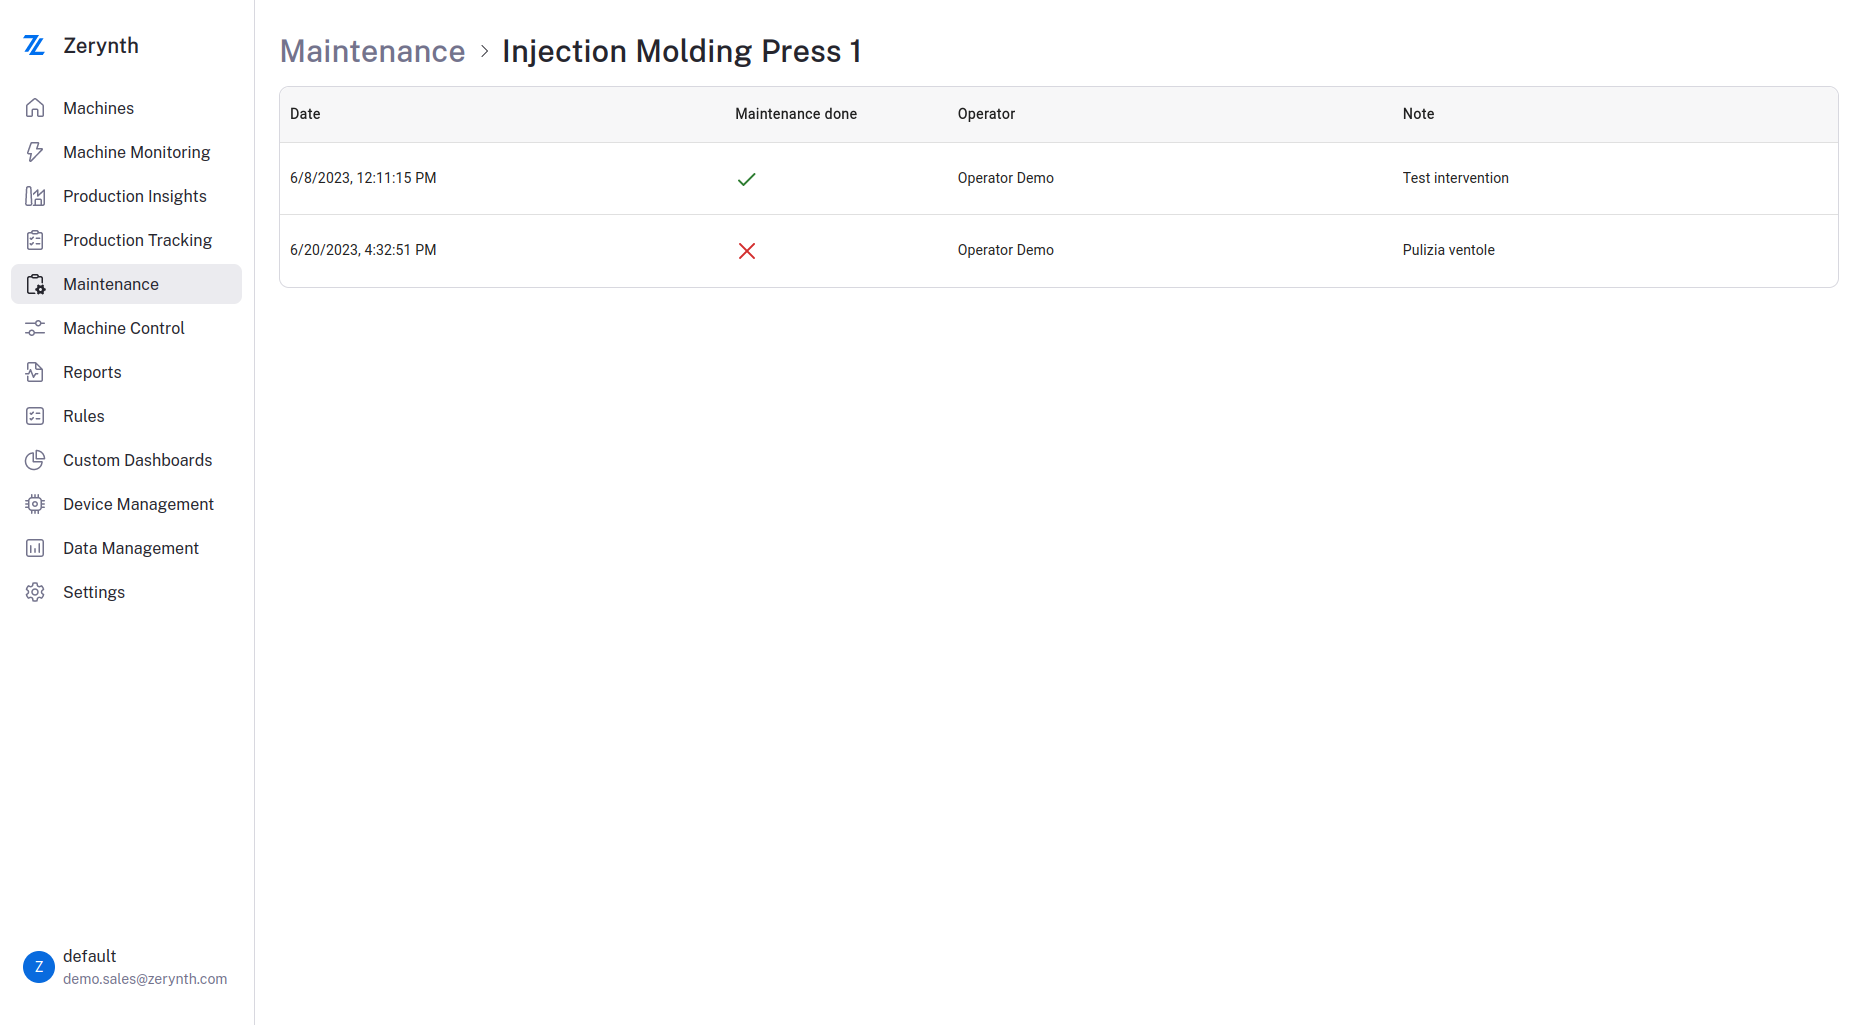 Zerynth
Machines
Machine Monitoring
Production Insights
Production Tracking
Maintenance
Machine Control
Reports
Rules
Custom Dashboards
Device Management
Data Management
Settings
Z
default
demo.sales@zerynth.com
Maintenance > Injection Molding Press 1
Date Maintenance done Operator Note
6/8/2023, 12:11:15 PM Operator Demo Test intervention
6/20/2023, 4:32:51 PM Operator Demo Pulizia ventole